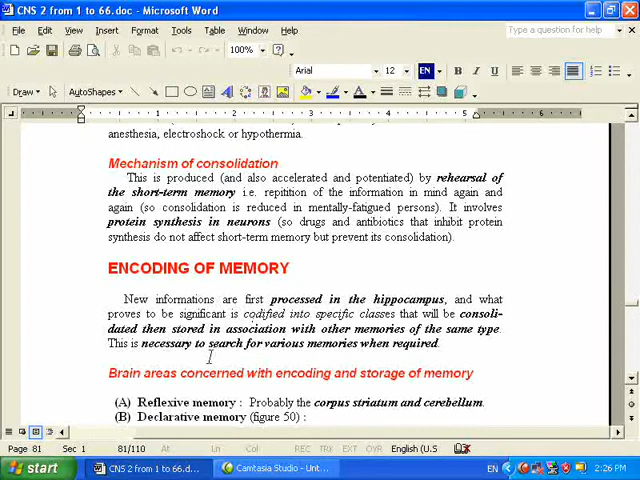 CNS 2 from 1 to 66.doc - Microsoft Word
File Edit View Insert Format Tools Table Window Help Type a question for help
100%
Arial 12 EN B I U
Draw AutoShapes
anesthesia, electroshock or hypothermia.
Mechanism of consolidation
This is produced (and also accelerated and potentiated) by rehearsal of
the short-term memory i.e. repitition of the information in mind again and
again (so consolidation is reduced in mentally-fatigued persons). It involves
protein synthesis in neurons (so drugs and antibiotics that inhibit protein
synthesis do not affect short-term memory but prevent its consolidation).
ENCODING OF MEMORY
New informations are first processed in the hippocampus, and what
proves to be significant is codified into specific classes that will be consoli-
dated then stored in association with other memories of the same type.
This is necessary to search for various memories when required.
Brain areas concerned with encoding and storage of memory
(A) Reflexive memory : Probably the corpus striatum and cerebellum.
(B) Declarative memory (figure 50) :
Page 81 Sec 1 81/110 At Ln Col REC TRK EXT OVR English (U.S
start CNS 2 from 1 to 66.do... Camtasia Studio - Unt... EN 2:26 PM